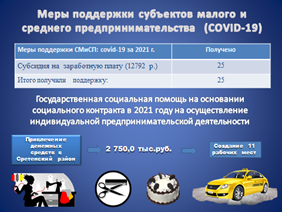 Меры поддержки субъектов малого и
среднего предпринимательства (COVID-19)
Меры поддержки СМиСП: covid-19 за 2021 г. Получено
Субсидия на заработную плату (12792 р.) 25
Итого получили поддержку: 25
Государственная социальная помощь на основании
социального контракта в 2021 году на осуществление
индивидуальной предпринимательской деятельности
Привлечение
денежных
средств в
Сретенский район
2 750,0 тыс.руб.
Создание 11
рабочих мест